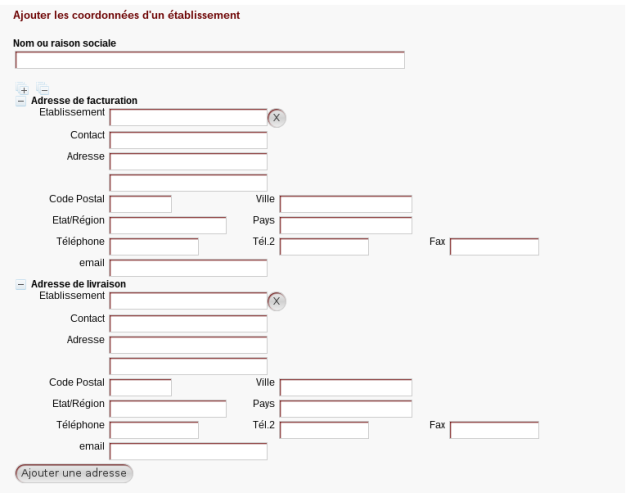 Ajouter les coordonnées d'un établissement
Nom ou raison sociale
Adresse de facturation
Etablissement X
Contact
Adresse
Code Postal Ville
Etat/Région Pays
Téléphone Tél.2 Fax
email
Adresse de livraison
Etablissement X
Contact
Adresse
Code Postal Ville
Etat/Région Pays
Téléphone Tél.2 Fax
email
Ajouter une adresse